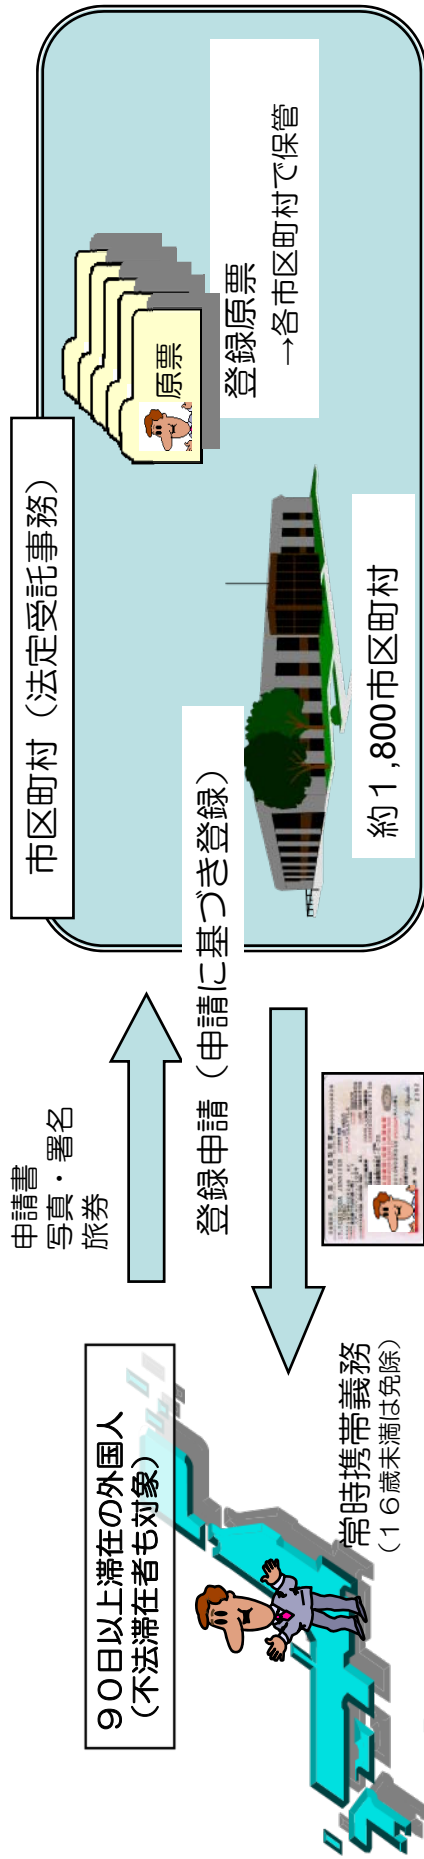 90日以上滞在の外国人
(不法滞在者も対象)
申請書
写真・署名
旅券
登録申請（申請に基づき登録）
常時携帯義務
（１６歳未満は免除）
市区町村（法定受託事務）
原票
登録原票
→各市区町村で保管
約１,800市区町村